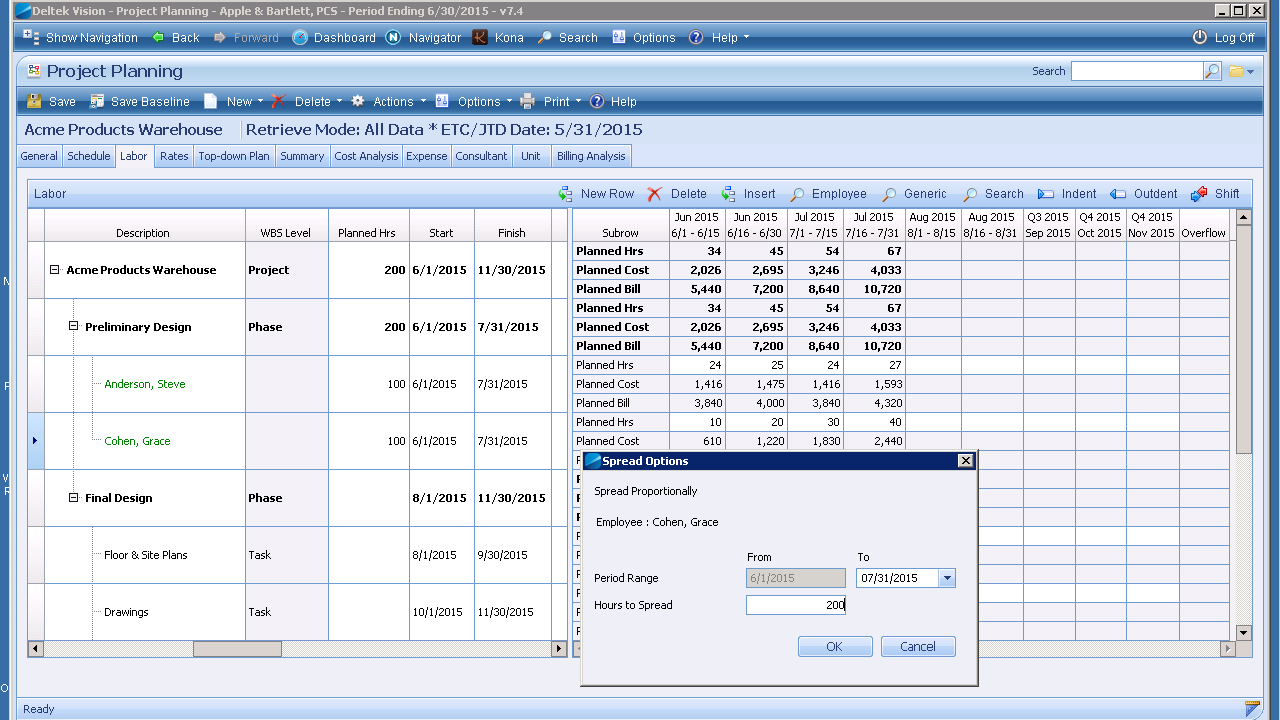 Deltek Vision - Project Planning - Apple & Bartlett, PCS - Period Ending 6/30/2015 - v7.4
Show Navigation Back Forward Dashboard Navigator Kona Search Options Help Log Off
Project Planning Search
Save Save Baseline New Delete Actions Options Print Help
Acme Products Warehouse Retrieve Mode: All Data * ETC/JTD Date: 5/31/2015
General Schedule Labor Rates Top-down Plan Summary Cost Analysis Expense Consultant Unit Billing Analysis
Labor New Row Delete Insert Employee Generic Search Indent Outdent Shift
Jun 2015 Jun 2015 Jul 2015 Jul 2015 Aug 2015 Aug 2015 Q3 2015 Q4 2015 Q4 2015
Description WBS Level Planned Hrs Start Finish Subrow 6/1 - 6/15 6/16 - 6/30 7/1 - 7/15 7/16 - 7/31 8/1 - 8/15 8/16 - 8/31 Sep 2015 Oct 2015 Nov 2015 Overflow
Planned Hrs 34 45 54 67
Acme Products Warehouse Project 200 6/1/2015 11/30/2015 Planned Cost 2,026 2,695 3,246 4,033
Planned Bill 5,440 7,200 8,640 10,720
Planned Hrs 34 45 54 67
Preliminary Design Phase 200 6/1/2015 7/31/2015 Planned Cost 2,026 2,695 3,246 4,033
Planned Bill 5,440 7,200 8,640 10,720
Planned Hrs 24 25 24 27
Anderson, Steve 100 6/1/2015 7/31/2015 Planned Cost 1,416 1,475 1,416 1,593
Planned Bill 3,840 4,000 3,840 4,320
Planned Hrs 10 20 30 40
Cohen, Grace 100 6/1/2015 7/31/2015 Planned Cost 610 1,220 1,830 2,440
Final Design Phase 8/1/2015 11/30/2015
Floor & Site Plans Task 8/1/2015 9/30/2015
Drawings Task 10/1/2015 11/30/2015
Spread Options
Spread Proportionally
Employee : Cohen, Grace
From To
Period Range 6/1/2015 07/31/2015
Hours to Spread 200
OK Cancel
Ready